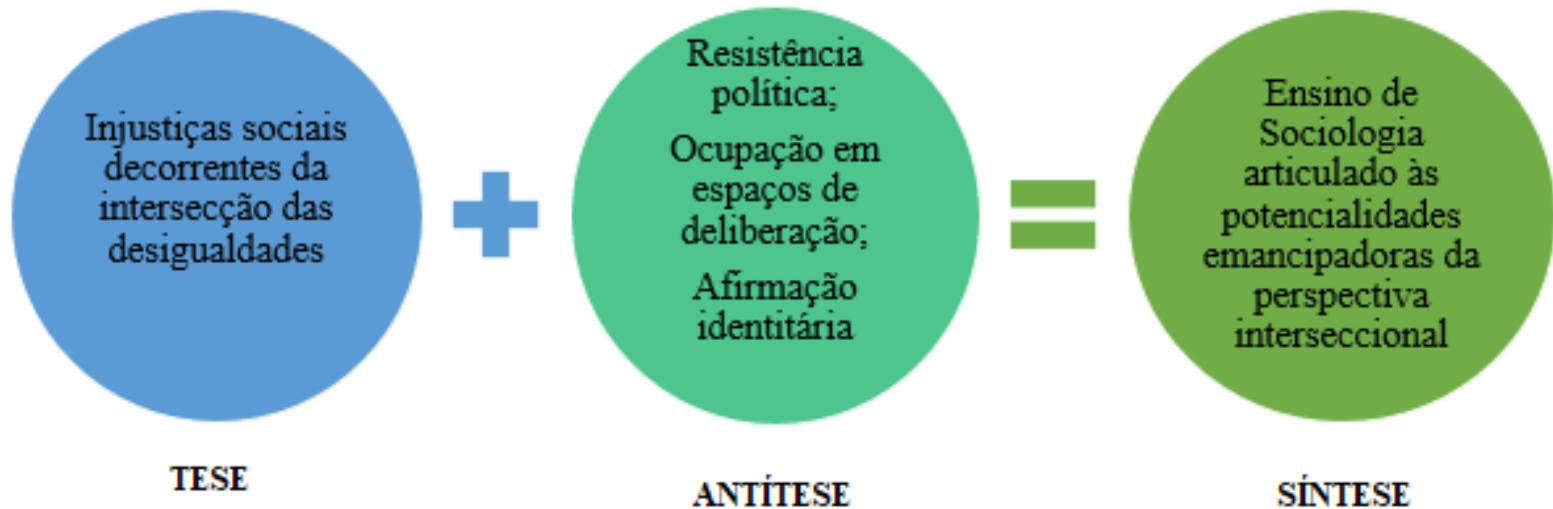 Injustiças sociais
decorrentes da
intersecção das
desigualdades
Resistência
política;
Ocupação em
espaços de
deliberação;
Afirmação
identitária
Ensino de
Sociologia
articulado às
potencialidades
emancipadoras da
perspectiva
interseccional
TESE
ANTÍTESE
SÍNTESE